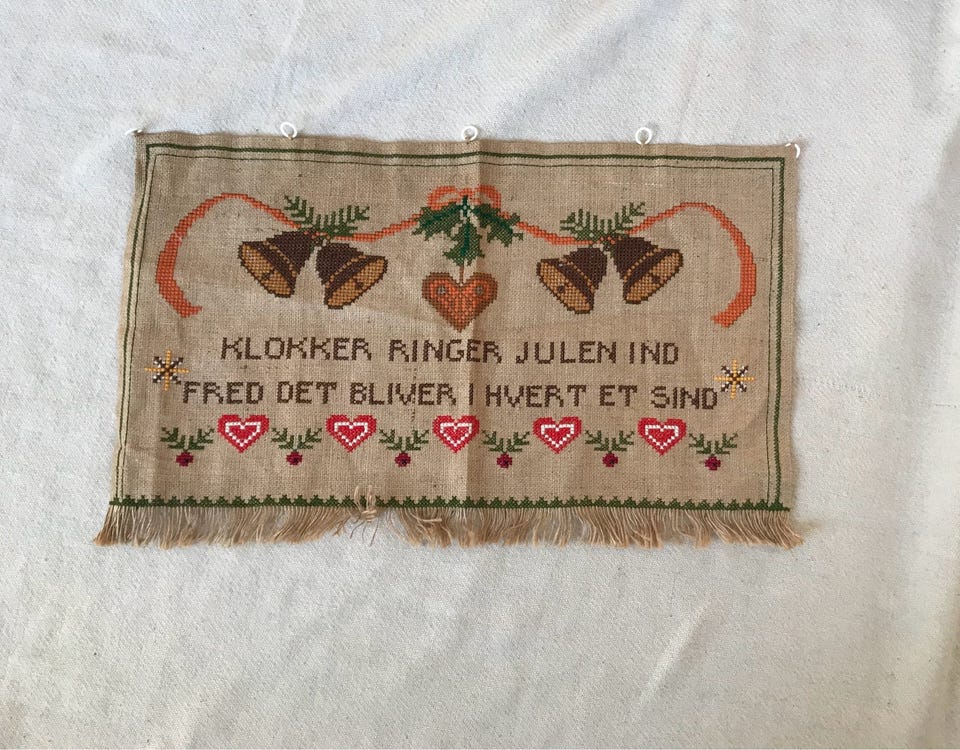 KLOKKER RINGER JULEN IND
FRED DET BLIVER I HVERT ET SIND